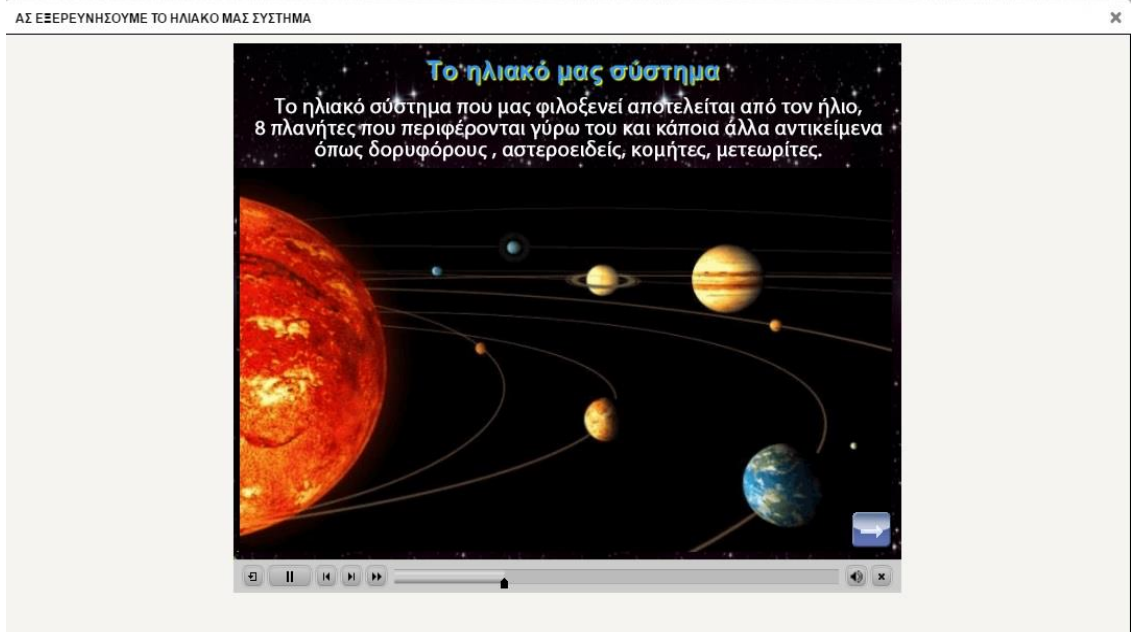 ΑΣ ΕΞΕΡΕΥΝΗΣΟΥΜΕ ΤΟ ΗΛΙΑΚΟ ΜΑΣ ΣΥΣΤΗΜΑ
Το ηλιακό μας σύστημα
Το ηλιακό σύστημα που μας φιλοξενεί αποτελείται από τον ήλιο,
8 πλανήτες που περιφέρονται γύρω του και κάποια άλλα αντικείμενα
όπως δορυφόρους , αστεροειδείς, κομήτες, μετεωρίτες.